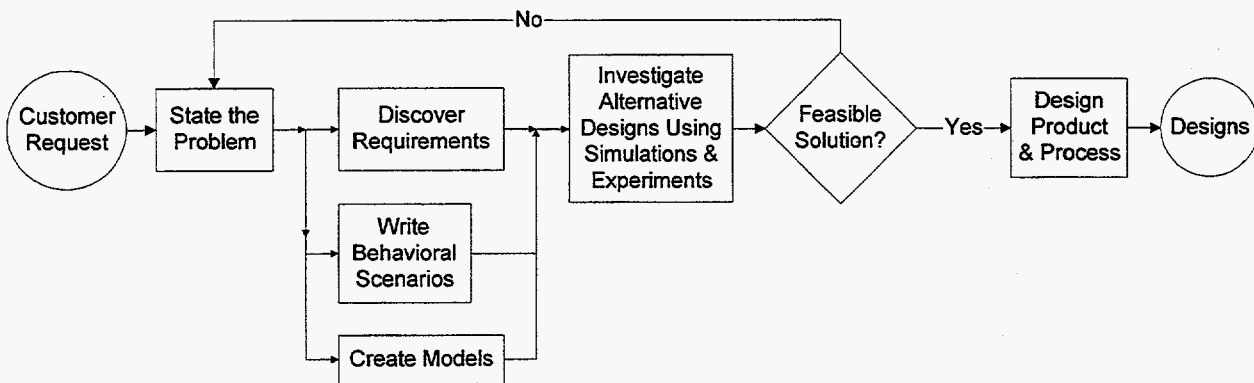 No
Customer
Request
State the
Problem
Discover
Requirements
Write
Behavioral
Scenarios
Create Models
Investigate
Alternative
Designs Using
Simulations &
Experiments
Feasible
Solution?
Yes
Design
Product
& Process
Designs